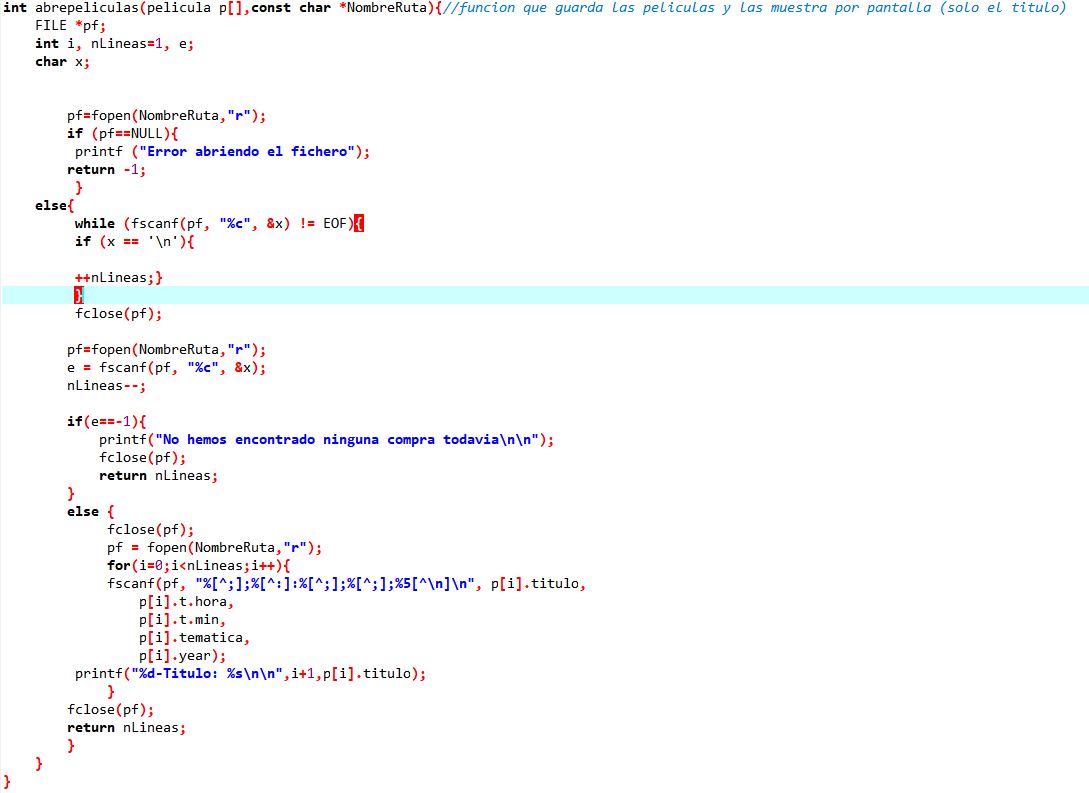 int abrepeliculas(pelicula p[],const char *NombreRuta){//funcion que guarda las peliculas y las muestra por pantalla (solo el titulo)
FILE *pf;
int i, nLineas=1, e;
char x;
pf=fopen(NombreRuta,"r");
if (pf==NULL){
printf ("Error abriendo el fichero");
return -1;
}
else{
while (fscanf(pf, "%c", &x) != EOF){
if (x == '\n'){
++nLineas;}
}
fclose(pf);
pf=fopen(NombreRuta,"r");
e = fscanf(pf, "%c", &x);
nLineas--;
if(e==-1){
printf("No hemos encontrado ninguna compra todavia\n\n");
fclose(pf);
return nLineas;
}
else {
fclose(pf);
pf = fopen(NombreRuta,"r");
for(i=0;i<nLineas;i++){
fscanf(pf, "%[^;];%[^:]:%[^;];%[^;];%5[^\n]\n", p[i].titulo,
p[i].t.hora,
p[i].t.min,
p[i].tematica,
p[i].year);
printf("%d-Titulo: %s\n\n",i+1,p[i].titulo);
}
fclose(pf);
return nLineas;
}
}
}